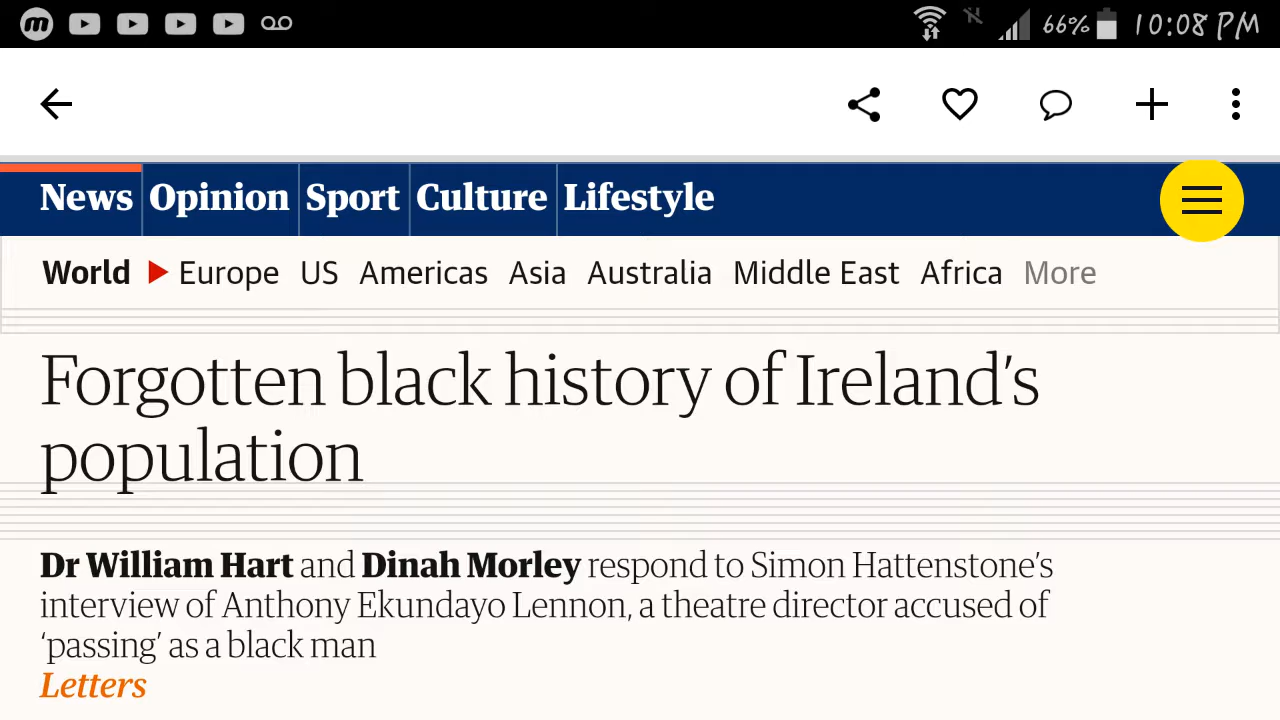 66% 10:08 PM
News Opinion Sport Culture Lifestyle
World Europe US Americas Asia Australia Middle East Africa More
Forgotten black history of Ireland’s
population
Dr William Hart and Dinah Morley respond to Simon Hattenstone’s
interview of Anthony Ekundayo Lennon, a theatre director accused of
‘passing’ as a black man
Letters